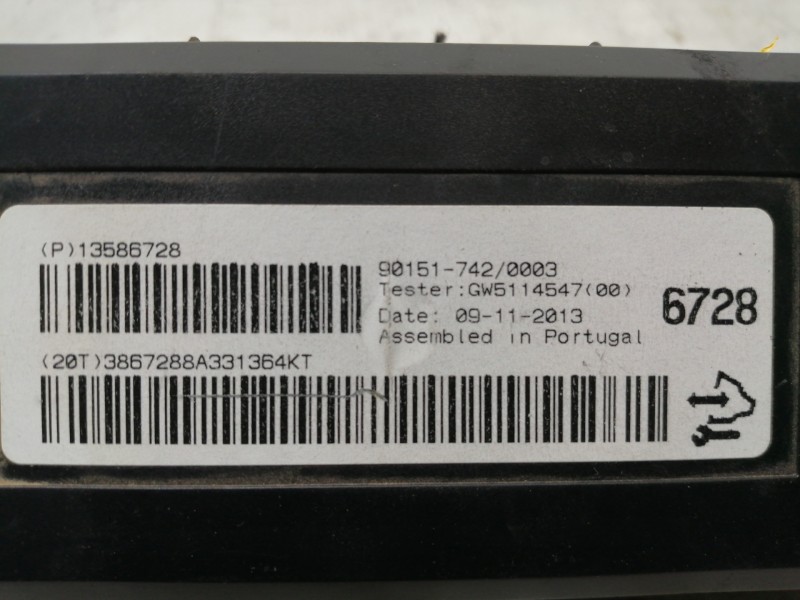 (P)13586728
90151-742/0003
Tester:GW5114547(00)
Date: 09-11-2013
Assembled in Portugal
6728
(20T)3867288A331364KT